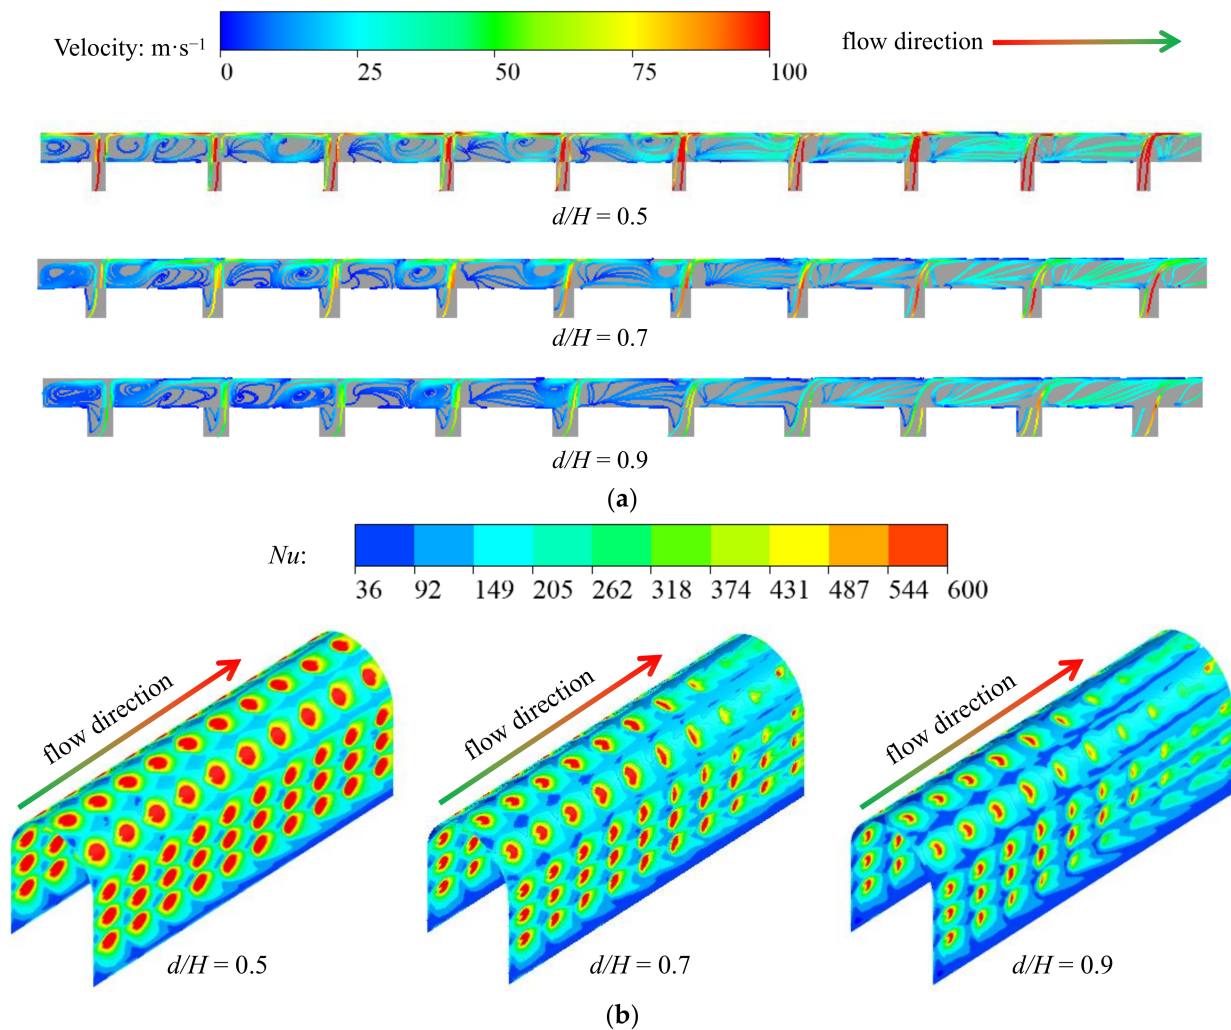 Velocity: m·s⁻¹
0 25 50 75 100
flow direction
d/H = 0.5
d/H = 0.7
d/H = 0.9
(a)
Nu:
36 92 149 205 262 318 374 431 487 544 600
flow direction
flow direction
flow direction
d/H = 0.5
d/H = 0.7
d/H = 0.9
(b)